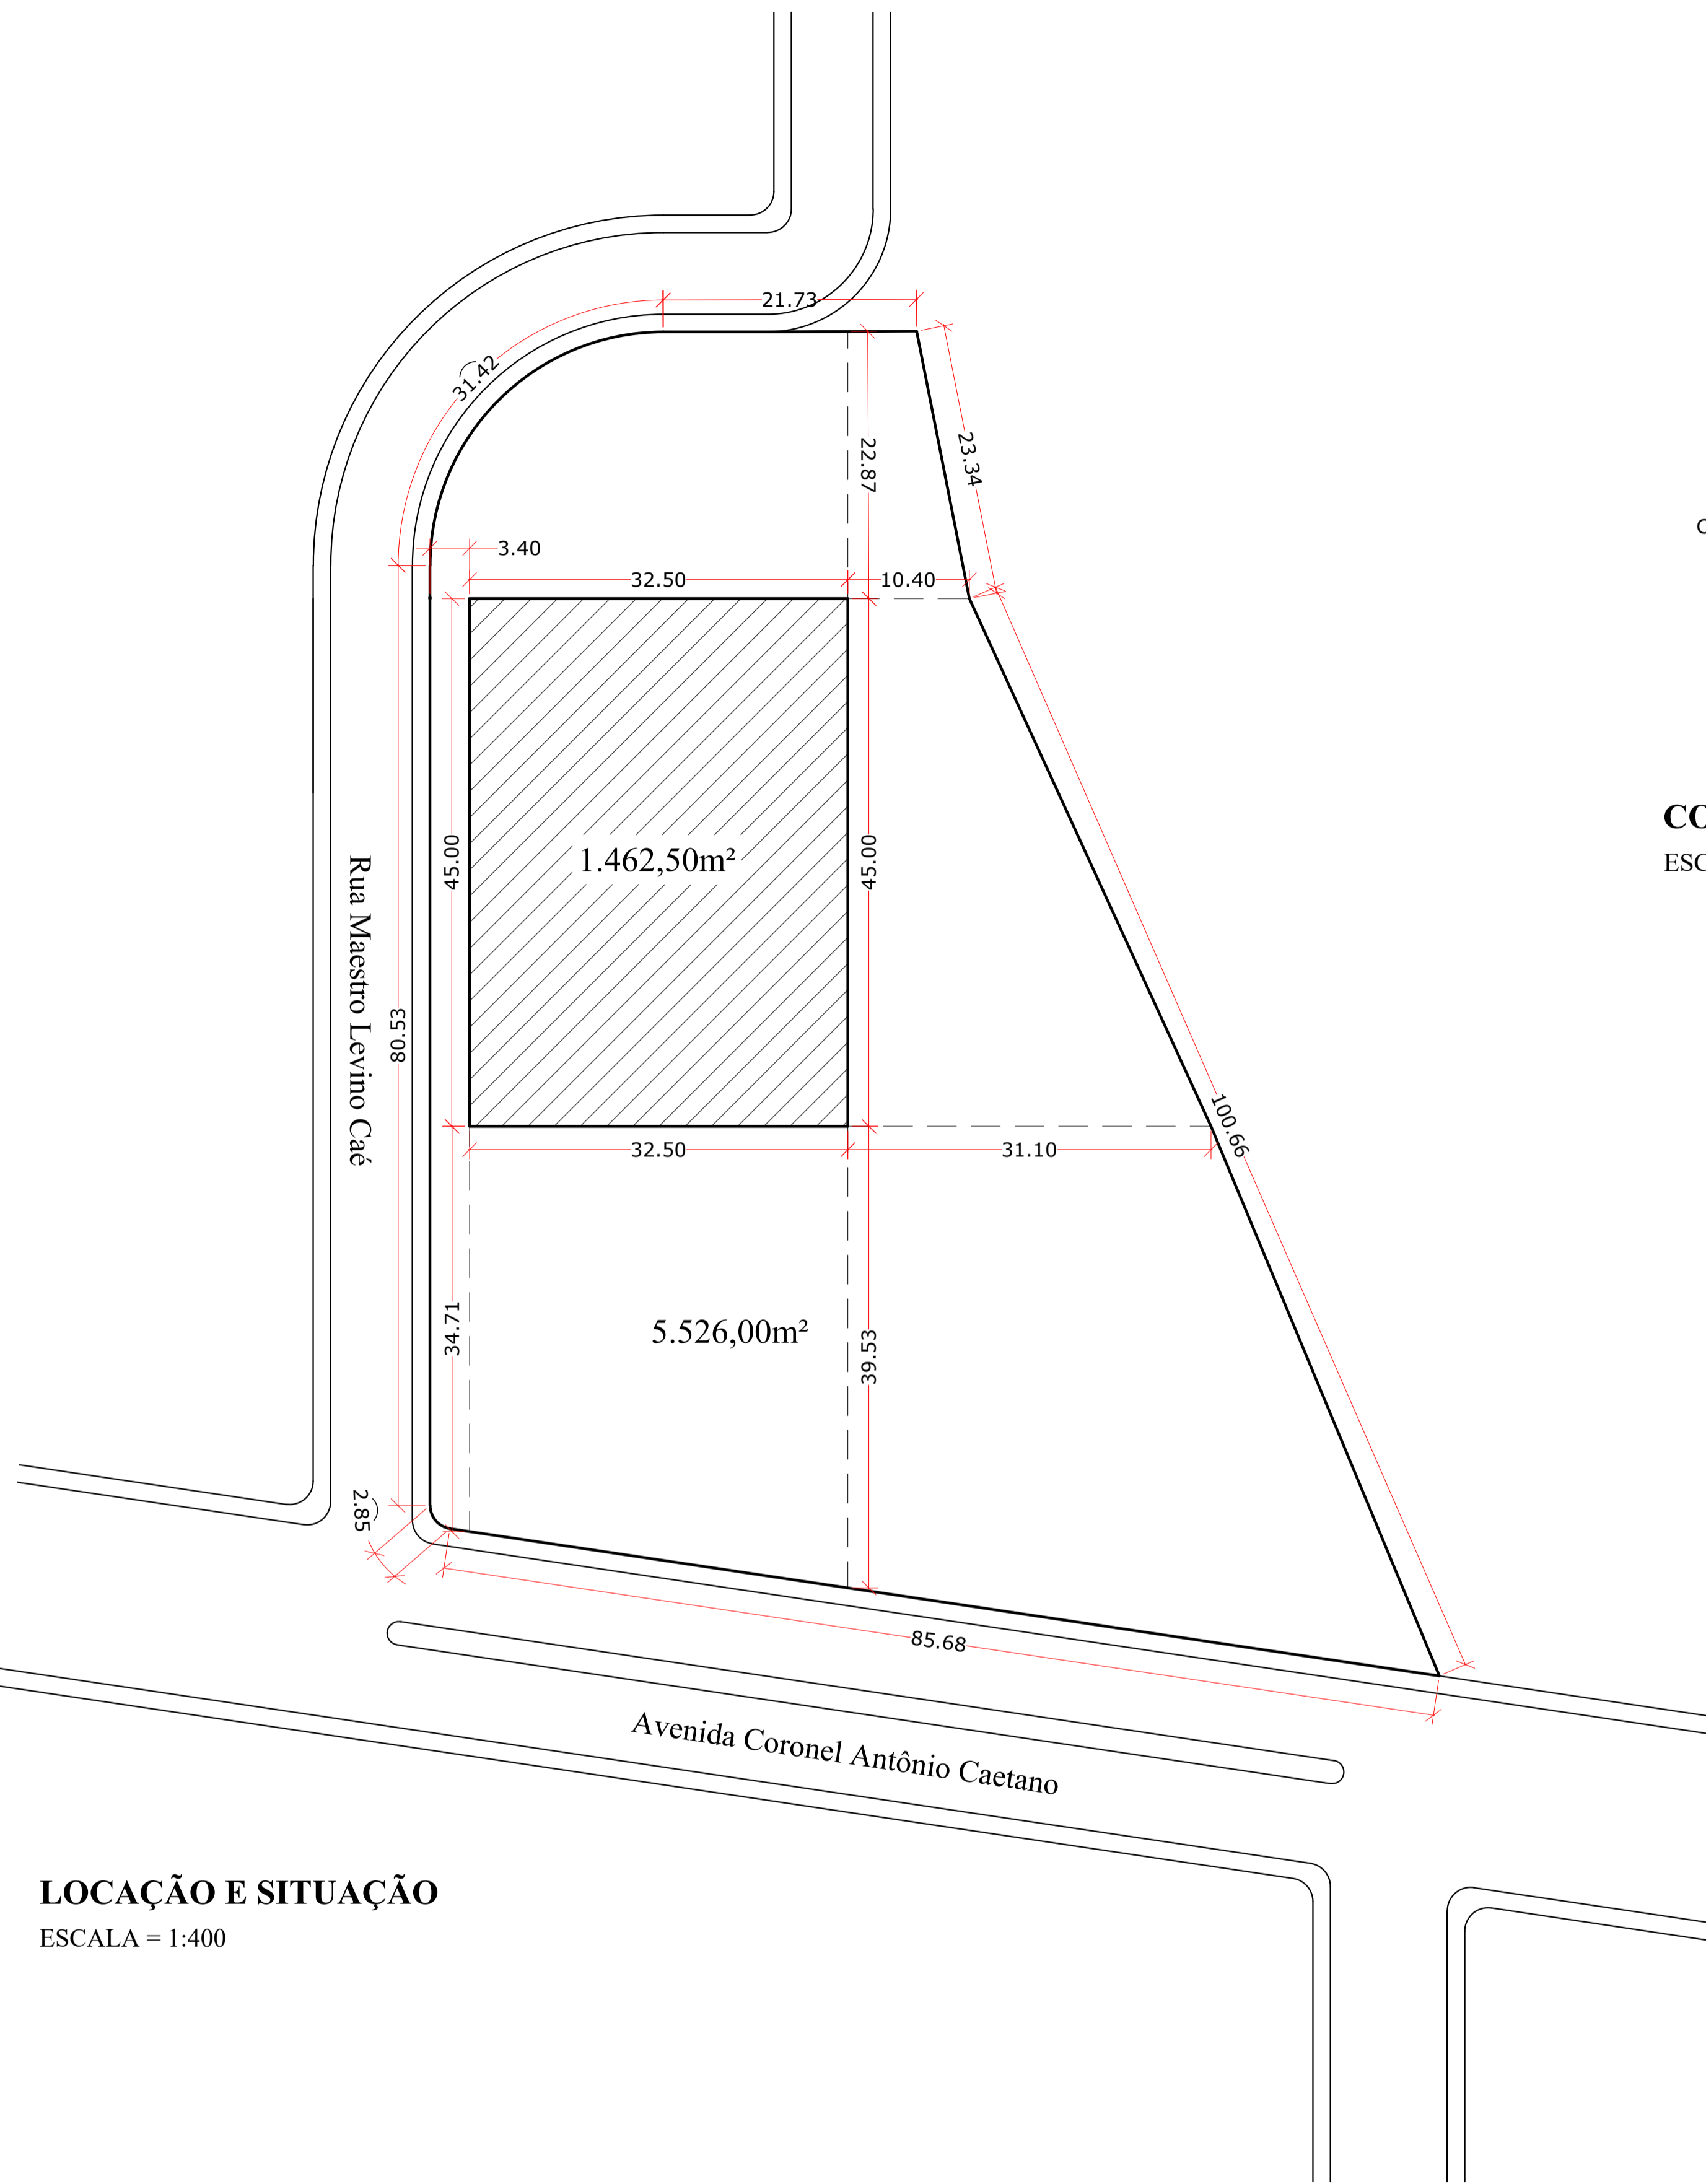 21.73
31.42
22.87
23.34
3.40
32.50
10.40
C
CO
ESC
45.00
1.462,50m²
45.00
Rua Maestro Levino Caé
80.53
100.66
32.50
31.10
34.71
5.526,00m²
39.53
2.85
85.68
Avenida Coronel Antônio Caetano
LOCAÇÃO E SITUAÇÃO
ESCALA = 1:400